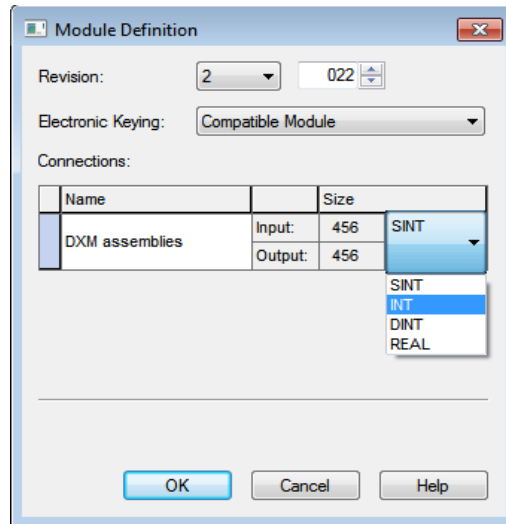 Module Definition
Revision: 2 022
Electronic Keying: Compatible Module
Connections:
Name Size
DXM assemblies Input: 456 SINT
Output: 456
SINT
INT
DINT
REAL
OK Cancel Help